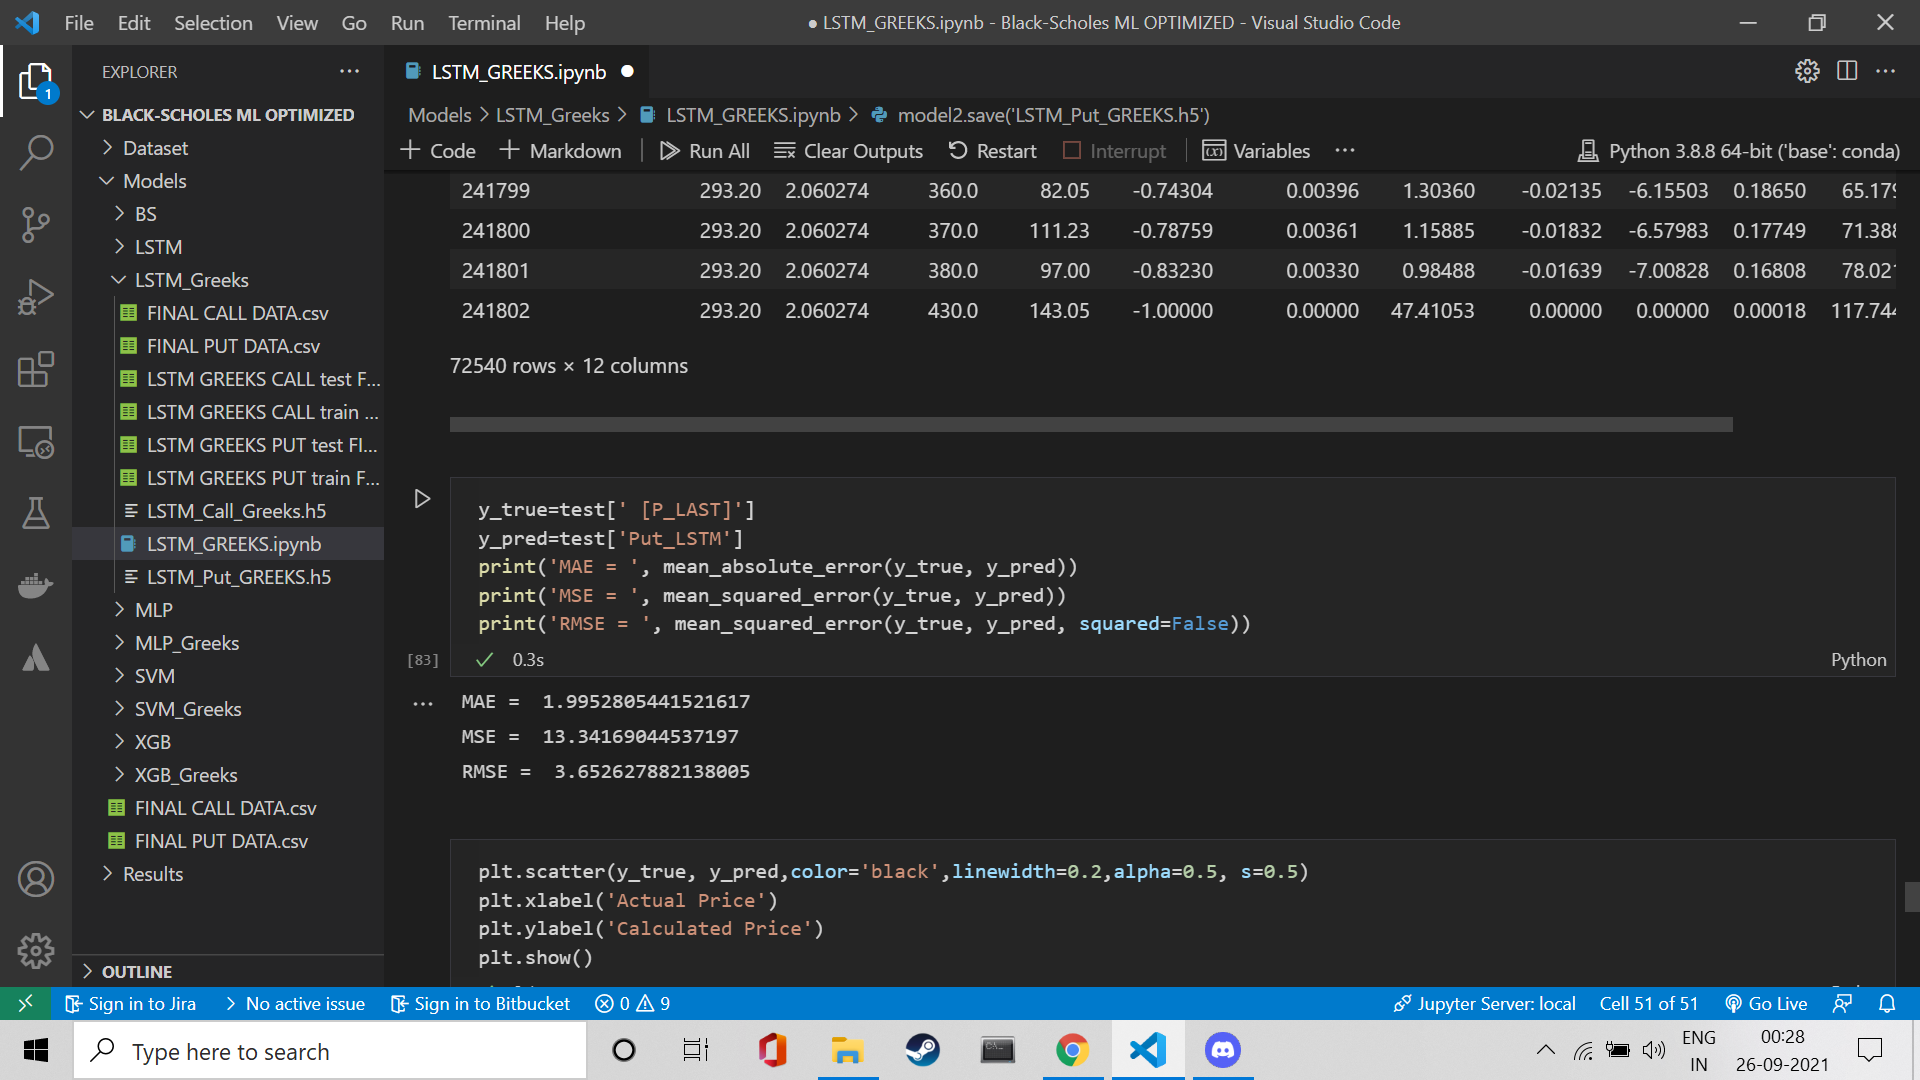 File Edit Selection View Go Run Terminal Help
● LSTM_GREEKS.ipynb - Black-Scholes ML OPTIMIZED - Visual Studio Code
1
EXPLORER
BLACK-SCHOLES ML OPTIMIZED
Dataset
Models
BS
LSTM
LSTM_Greeks
FINAL CALL DATA.csv
FINAL PUT DATA.csv
LSTM GREEKS CALL test F...
LSTM GREEKS CALL train ...
LSTM GREEKS PUT test FI...
LSTM GREEKS PUT train F...
LSTM_Call_Greeks.h5
LSTM_GREEKS.ipynb
LSTM_Put_GREEKS.h5
MLP
MLP_Greeks
SVM
SVM_Greeks
XGB
XGB_Greeks
FINAL CALL DATA.csv
FINAL PUT DATA.csv
Results
OUTLINE
LSTM_GREEKS.ipynb ●
Models > LSTM_Greeks > LSTM_GREEKS.ipynb > model2.save('LSTM_Put_GREEKS.h5')
+ Code + Markdown Run All Clear Outputs Restart Interrupt Variables ... Python 3.8.8 64-bit ('base': conda)
241799 293.20 2.060274 360.0 82.05 -0.74304 0.00396 1.30360 -0.02135 -6.15503 0.18650 65.179
241800 293.20 2.060274 370.0 111.23 -0.78759 0.00361 1.15885 -0.01832 -6.57983 0.17749 71.388
241801 293.20 2.060274 380.0 97.00 -0.83230 0.00330 0.98488 -0.01639 -7.00828 0.16808 78.021
241802 293.20 2.060274 430.0 143.05 -1.00000 0.00000 47.41053 0.00000 0.00000 0.00018 117.744
72540 rows × 12 columns
y_true=test[' [P_LAST]']
y_pred=test['Put_LSTM']
print('MAE = ', mean_absolute_error(y_true, y_pred))
print('MSE = ', mean_squared_error(y_true, y_pred))
print('RMSE = ', mean_squared_error(y_true, y_pred, squared=False))
[83] ✓ 0.3s Python
MAE =  1.9952805441521617
MSE =  13.34169044537197
RMSE =  3.652627882138005
plt.scatter(y_true, y_pred,color='black',linewidth=0.2,alpha=0.5, s=0.5)
plt.xlabel('Actual Price')
plt.ylabel('Calculated Price')
plt.show()
Sign in to Jira > No active issue Sign in to Bitbucket 0 9 Jupyter Server: local Cell 51 of 51 Go Live
Type here to search
ENG
IN
00:28
26-09-2021